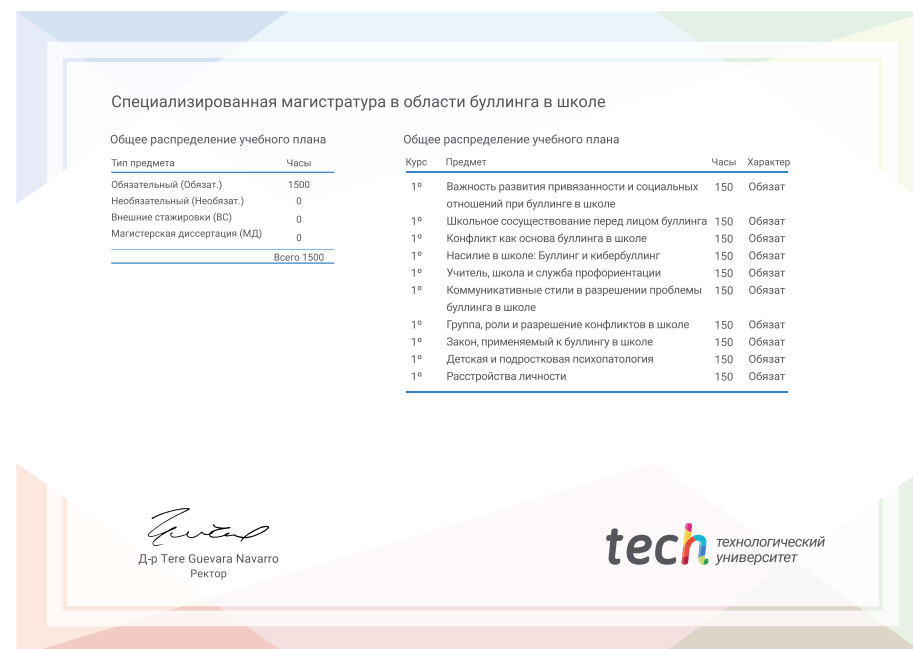 Специализированная магистратура в области буллинга в школе
Общее распределение учебного плана
Тип предмета Часы
Обязательный (Обязат.) 1500
Необязательный (Необязат.) 0
Внешние стажировки (ВС) 0
Магистерская диссертация (МД) 0
Всего 1500
Общее распределение учебного плана
Курс Предмет Часы Характер
1º Важность развития привязанности и социальных 150 Обязат
отношений при буллинге в школе
1º Школьное сосуществование перед лицом буллинга 150 Обязат
1º Конфликт как основа буллинга в школе 150 Обязат
1º Насилие в школе: Буллинг и кибербуллинг 150 Обязат
1º Учитель, школа и служба профориентации 150 Обязат
1º Коммуникативные стили в разрешении проблемы 150 Обязат
буллинга в школе
1º Группа, роли и разрешение конфликтов в школе 150 Обязат
1º Закон, применяемый к буллингу в школе 150 Обязат
1º Детская и подростковая психопатология 150 Обязат
1º Расстройства личности 150 Обязат
Д-р Tere Guevara Navarro
Ректор
tech технологический
университет